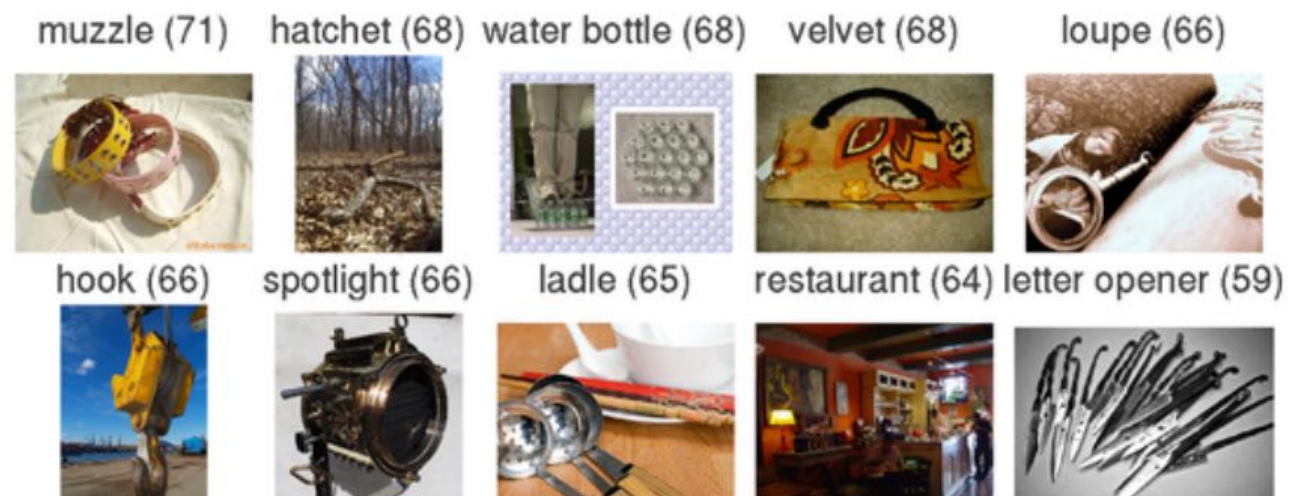 muzzle (71) hatchet (68) water bottle (68) velvet (68) loupe (66)
hook (66) spotlight (66) ladle (65) restaurant (64) letter opener (59)